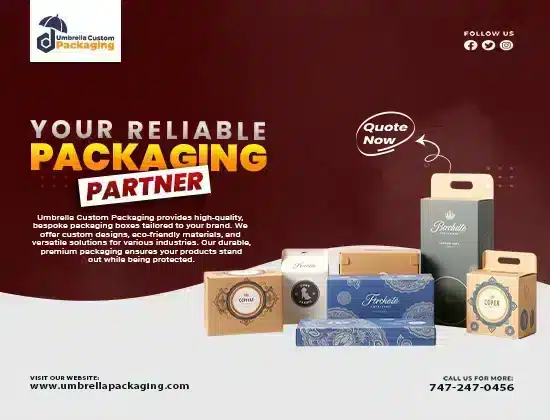 Umbrella Custom
Packaging
FOLLOW US
YOUR RELIABLE
PACKAGING
PARTNER
Quote
Now
Umbrella Custom Packaging provides high-quality,
bespoke packaging boxes tailored to your brand. We
offer custom designs, eco-friendly materials, and
versatile solutions for various industries. Our durable,
premium packaging ensures your products stand
out while being protected.
VISIT OUR WEBSITE:
www.umbrellapackaging.com
CALL US FOR MORE:
747-247-0456